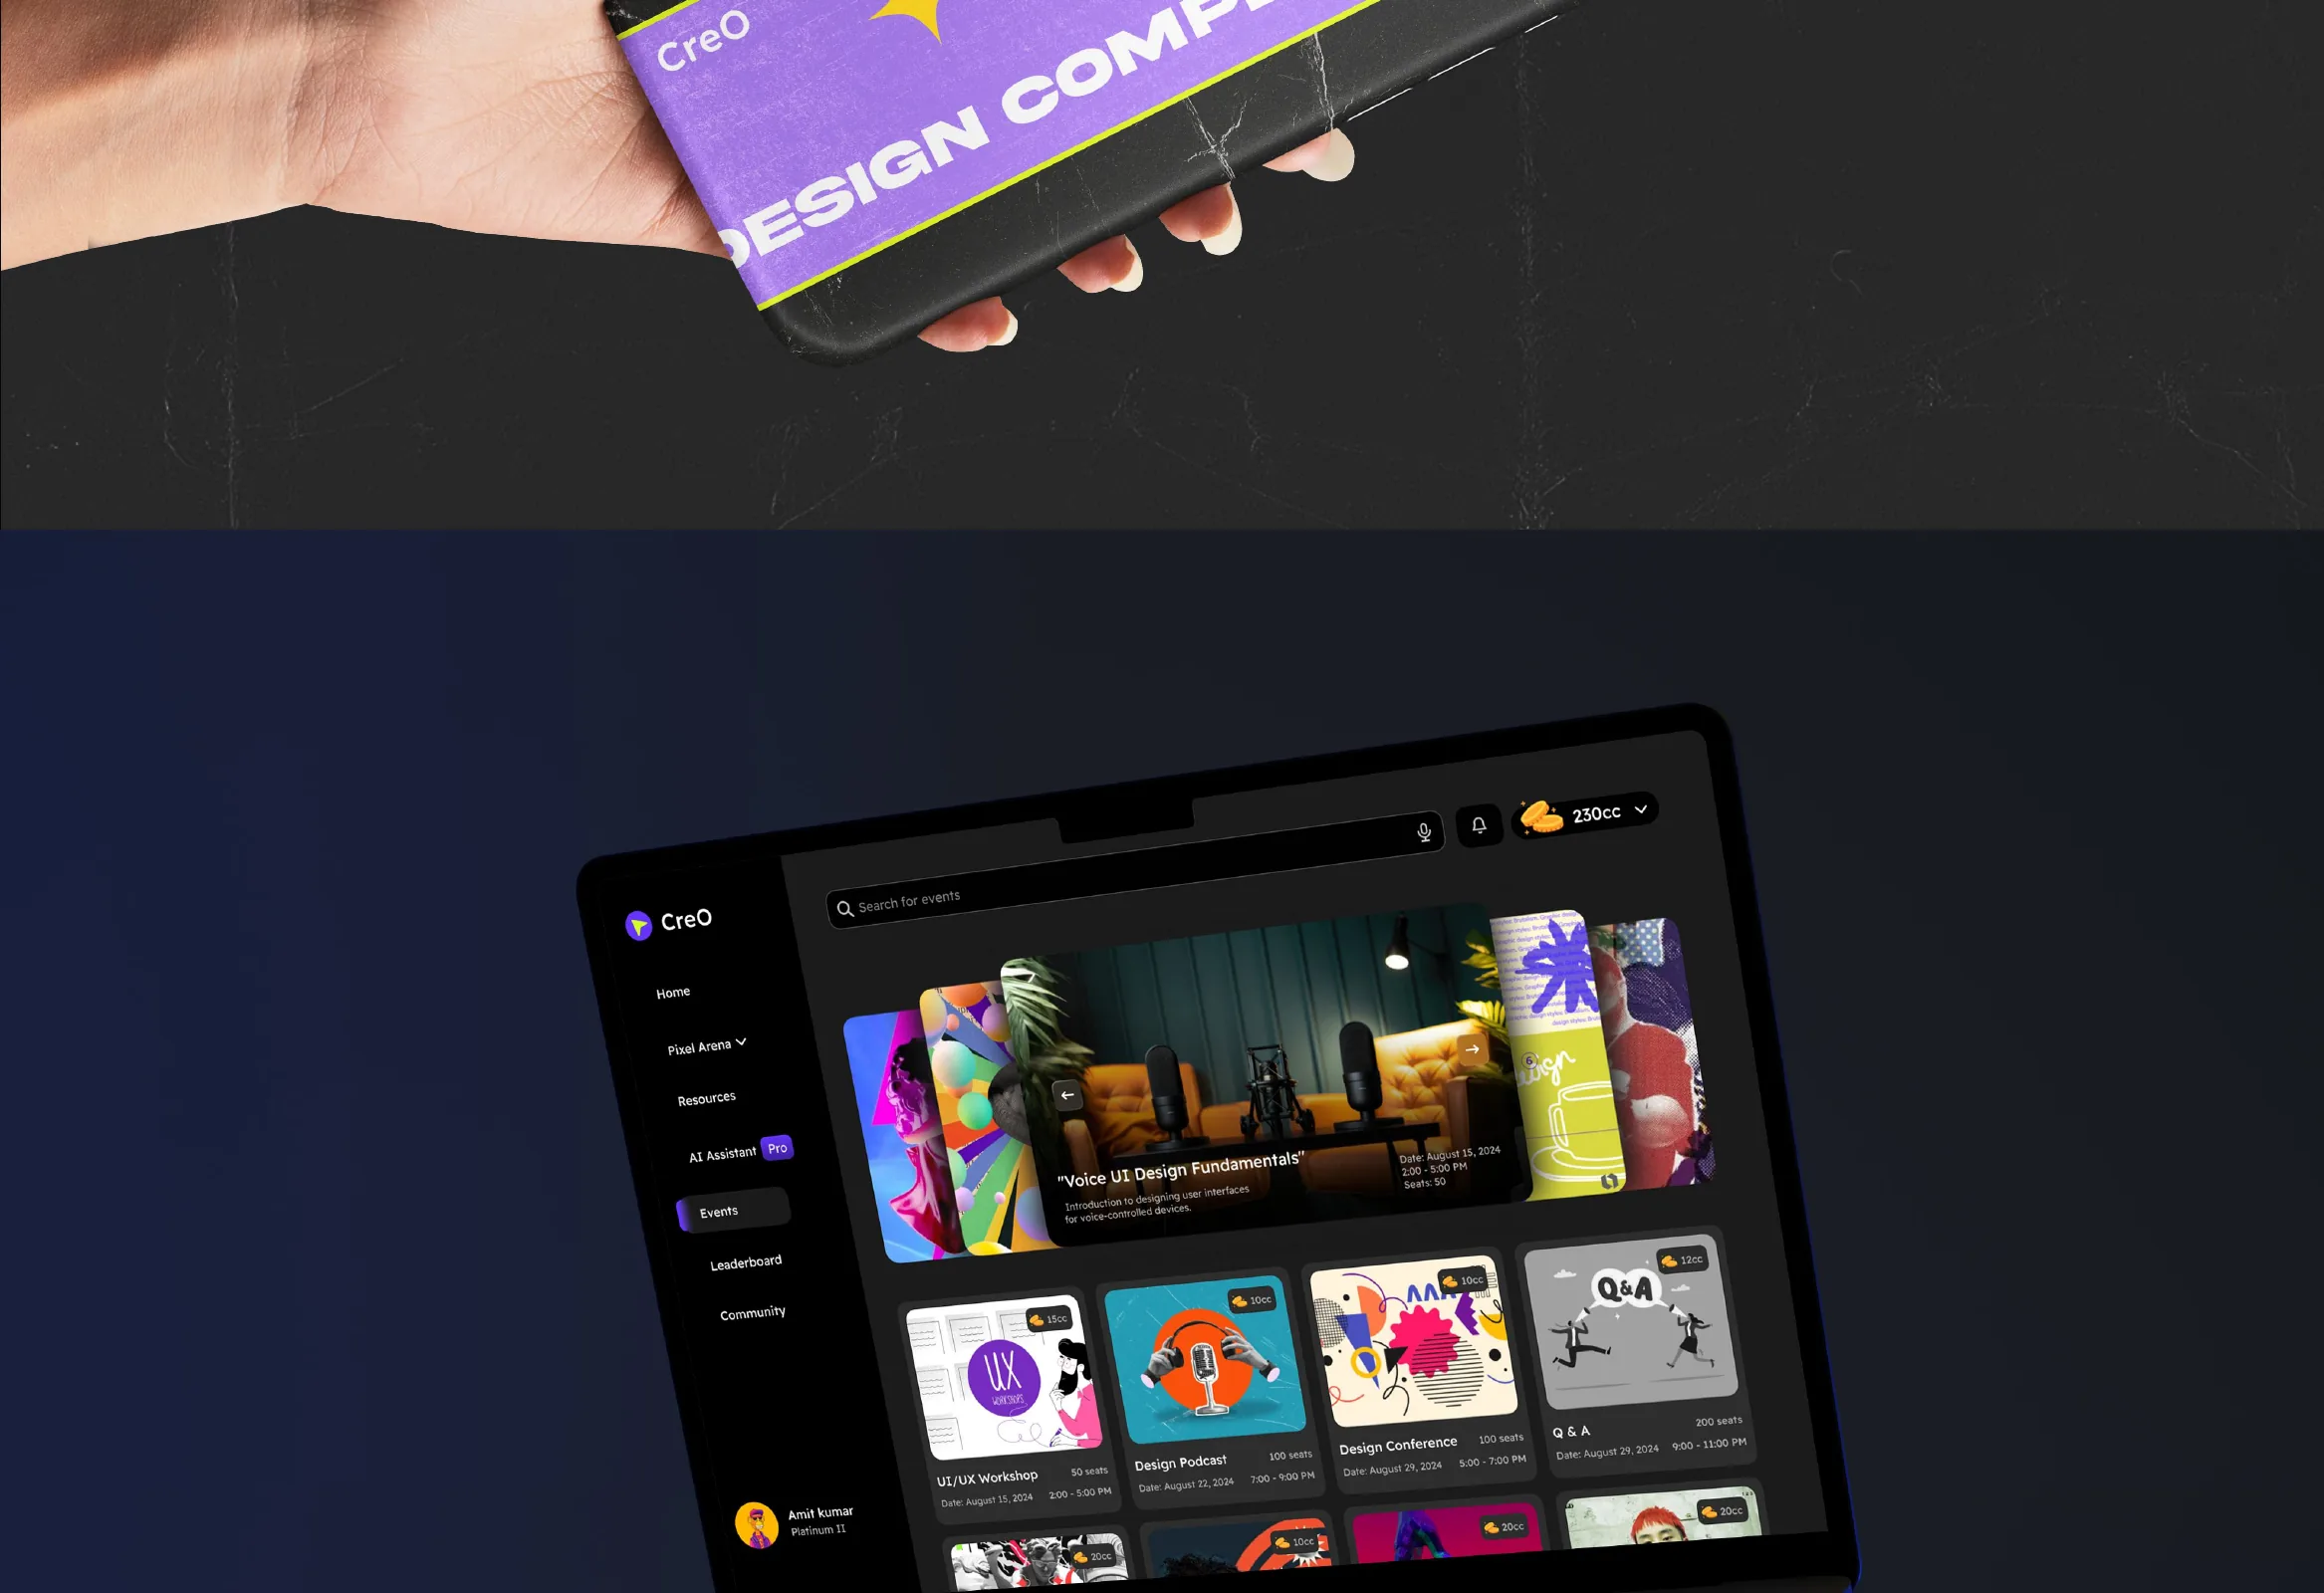 CreO
DESIGN COMP
CreO
Home
Pixel Arena
Resources
AI Assistant Pro
Events
Leaderboard
Community
Amit kumar
Platinum II
Search for events
230cc
"Voice UI Design Fundamentals"
Introduction to designing user interfaces
for voice-controlled devices.
Date: August 15, 2024
2:00 - 5:00 PM
Seats: 50
15cc
UX
WORKSHOPS
UI/UX Workshop
50 seats
Date: August 15, 2024
2:00 - 5:00 PM
10cc
Design Podcast
100 seats
Date: August 22, 2024
7:00 - 9:00 PM
10cc
Design Conference
100 seats
Date: August 29, 2024
5:00 - 7:00 PM
12cc
Q&A
Q & A
200 seats
Date: August 29, 2024
9:00 - 11:00 PM
20cc
10cc
20cc
20cc